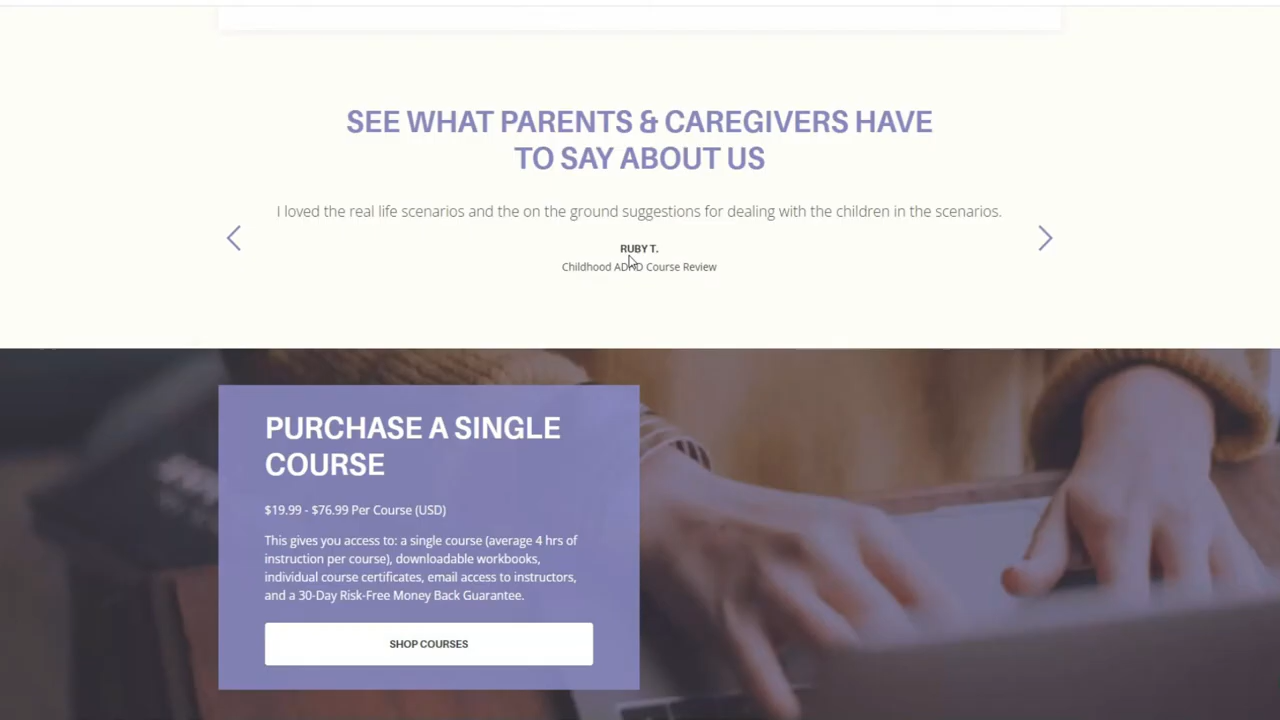 SEE WHAT PARENTS & CAREGIVERS HAVE
TO SAY ABOUT US
I loved the real life scenarios and the on the ground suggestions for dealing with the children in the scenarios.
RUBY T.
Childhood ADHD Course Review
PURCHASE A SINGLE
COURSE
$19.99 - $76.99 Per Course (USD)
This gives you access to: a single course (average 4 hrs of
instruction per course), downloadable workbooks,
individual course certificates, email access to instructors,
and a 30-Day Risk-Free Money Back Guarantee.
SHOP COURSES